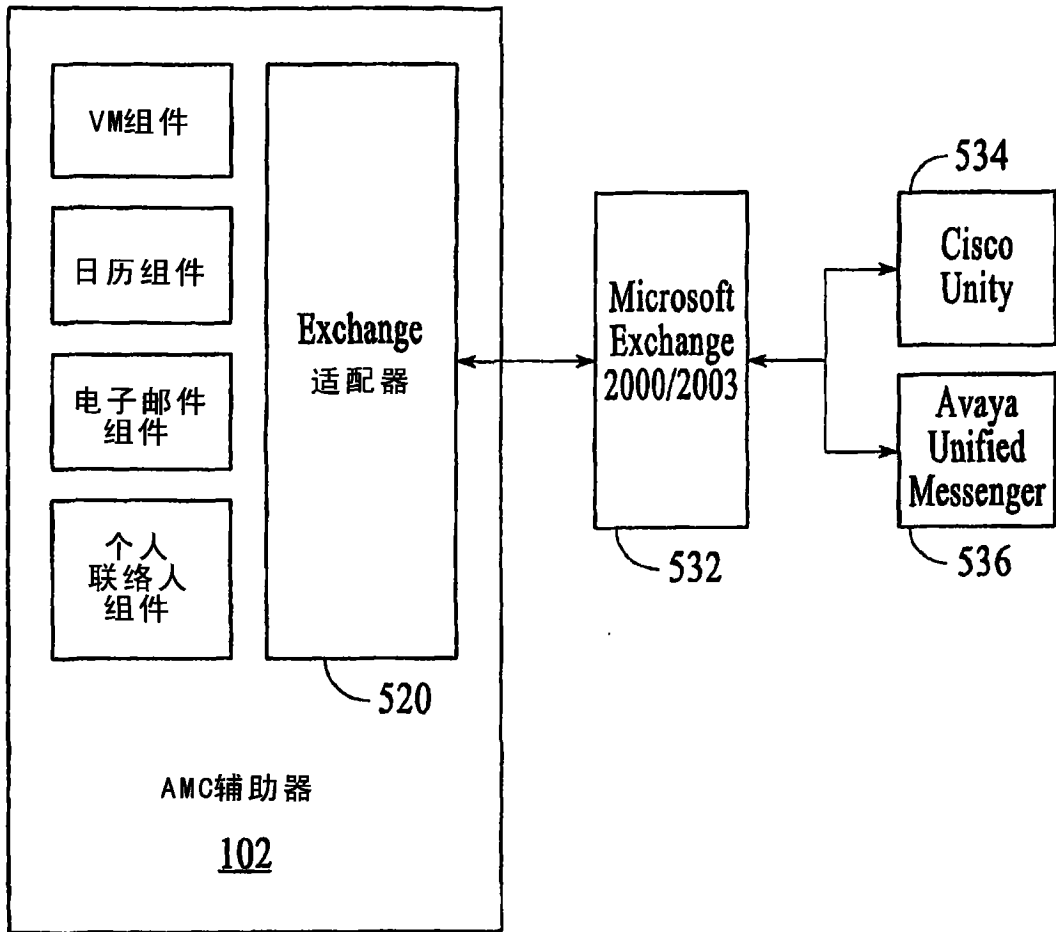 VM组件
日历组件
电子邮件
组件
个人
联络人
组件
Exchange
适配器
520
AMC辅助器
102
Microsoft
Exchange
2000/2003
532
534
Cisco
Unity
Avaya
Unified
Messenger
536